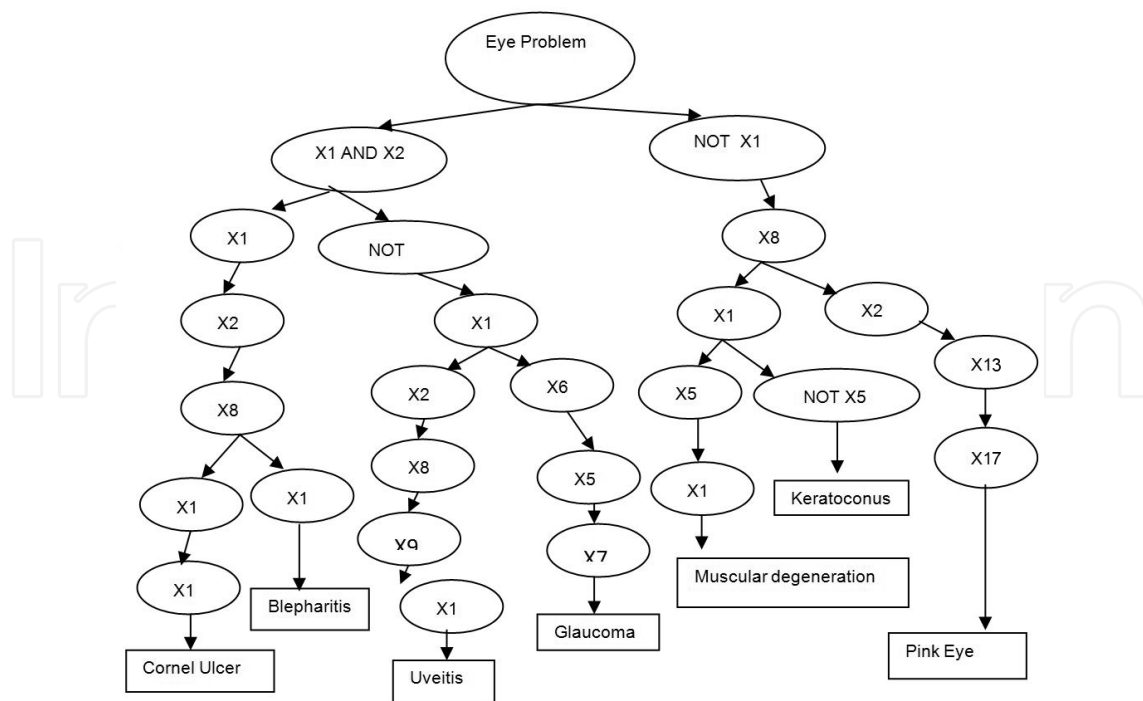 Eye Problem
X1 AND X2
NOT X1
X1
NOT
X8
X2
X1
X1
X2
X13
X8
X2
X6
X5
NOT X5
X17
X1
X1
X8
X5
X1
Keratoconus
X1
X9
X7
Muscular degeneration
Blepharitis
X1
Glaucoma
Cornel Ulcer
Uveitis
Pink Eye